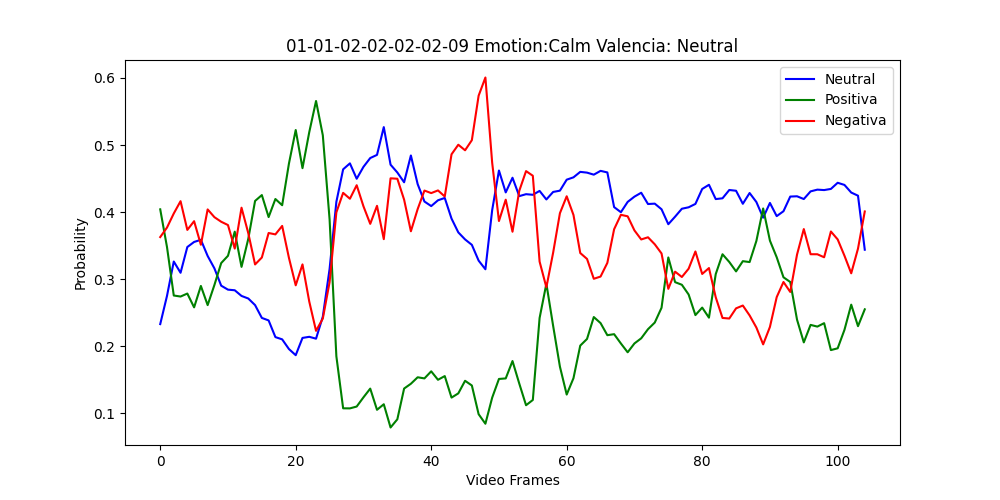 01-01-02-02-02-02-09 Emotion:Calm Valencia: Neutral
Neutral
Positiva
Negativa
Probability
0.6
0.5
0.4
0.3
0.2
0.1
0 20 40 60 80 100
Video Frames